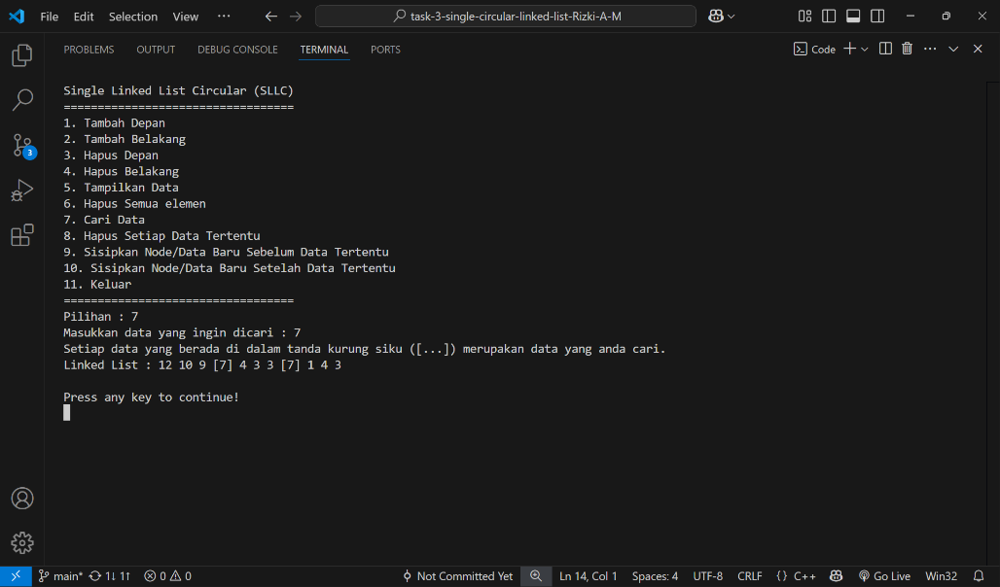 File Edit Selection View ··· task-3-single-circular-linked-list-Rizki-A-M
PROBLEMS OUTPUT DEBUG CONSOLE TERMINAL PORTS Code
Single Linked List Circular (SLLC)
==================================
1. Tambah Depan
2. Tambah Belakang
3. Hapus Depan
3
4. Hapus Belakang
5. Tampilkan Data
6. Hapus Semua elemen
7. Cari Data
8. Hapus Setiap Data Tertentu
9. Sisipkan Node/Data Baru Sebelum Data Tertentu
10. Sisipkan Node/Data Baru Setelah Data Tertentu
11. Keluar
==================================
Pilihan : 7
Masukkan data yang ingin dicari : 7
Setiap data yang berada di dalam tanda kurung siku ([...]) merupakan data yang anda cari.
Linked List : 12 10 9 [7] 4 3 3 [7] 1 4 3
Press any key to continue!
main* 1↓ 1↑ 0 0 Not Committed Yet Ln 14, Col 1 Spaces: 4 UTF-8 CRLF {} C++ Go Live Win32